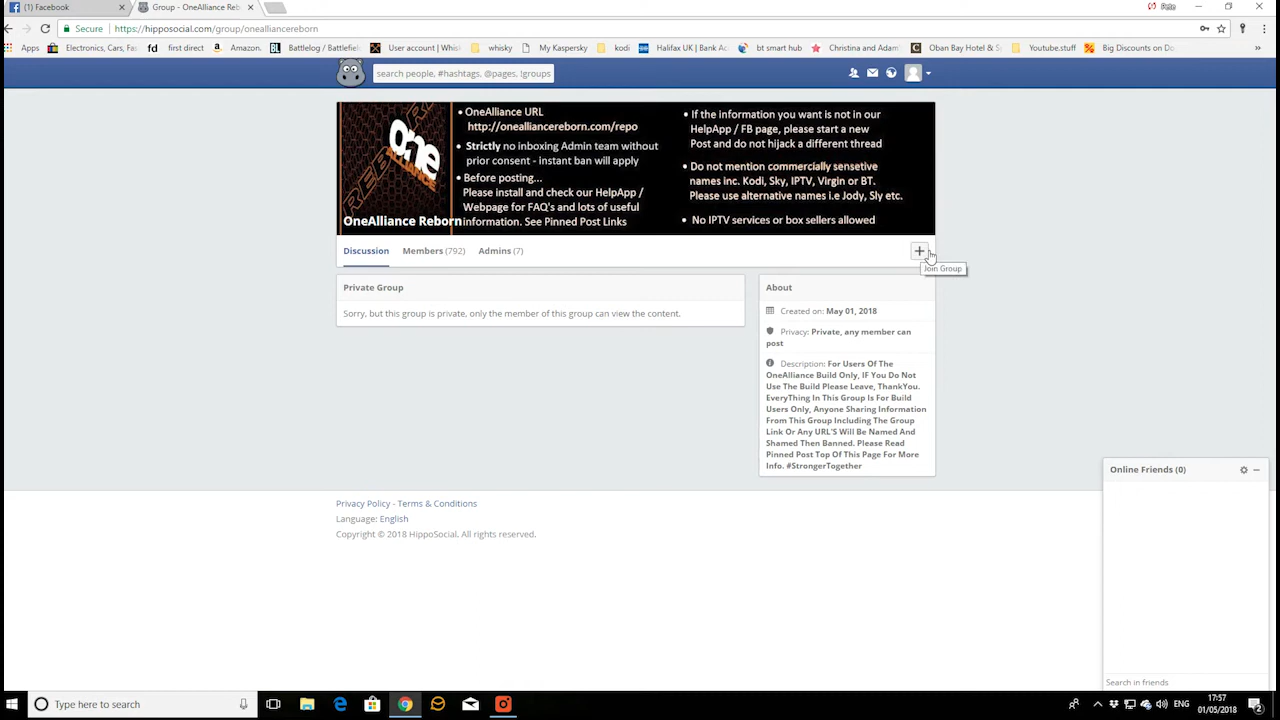 (1) Facebook
Group - OneAlliance Re
Pete
Secure
https://hipposocial.com/group/onealliancereborn
Apps
Electronics, Cars, Fas
first direct
Amazon.
Battlelog / Battlefiel
User account | Whisk
whisky
My Kaspersky
kodi
Halifax UK | Bank Ac
bt smart hub
Christina and Adam
Oban Bay Hotel & S
Youtube.stuff
Big Discounts on Do
»
search people, #hashtags, @pages, !groups
REBORN
one
ALLIANCE
OneAlliance Reborn
• OneAlliance URL
http://onealliancereborn.com/repo
• Strictly no inboxing Admin team without
prior consent - instant ban will apply
• Before posting...
Please install and check our HelpApp /
Webpage for FAQ's and lots of useful
information. See Pinned Post Links
• If the information you want is not in our
HelpApp / FB page, please start a new
Post and do not hijack a different thread
• Do not mention commercially sensetive
names inc. Kodi, Sky, IPTV, Virgin or BT.
Please use alternative names i.e Jody, Sly etc.
• No IPTV services or box sellers allowed
Discussion
Members (792)
Admins (7)
Join Group
Private Group
Sorry, but this group is private, only the member of this group can view the content.
About
Created on: May 01, 2018
Privacy: Private, any member can
post
Description: For Users Of The
OneAlliance Build Only, IF You Do Not
Use The Build Please Leave, ThankYou.
EveryThing In This Group Is For Build
Users Only, Anyone Sharing Information
From This Group Including The Group
Link Or Any URL'S Will Be Named And
Shamed Then Banned. Please Read
Pinned Post Top Of This Page For More
Info. #StrongerTogether
Online Friends (0)
Search in friends
Privacy Policy - Terms & Conditions
Language: English
Copyright © 2018 HippoSocial. All rights reserved.
Type here to search
ENG
17:57
01/05/2018
2